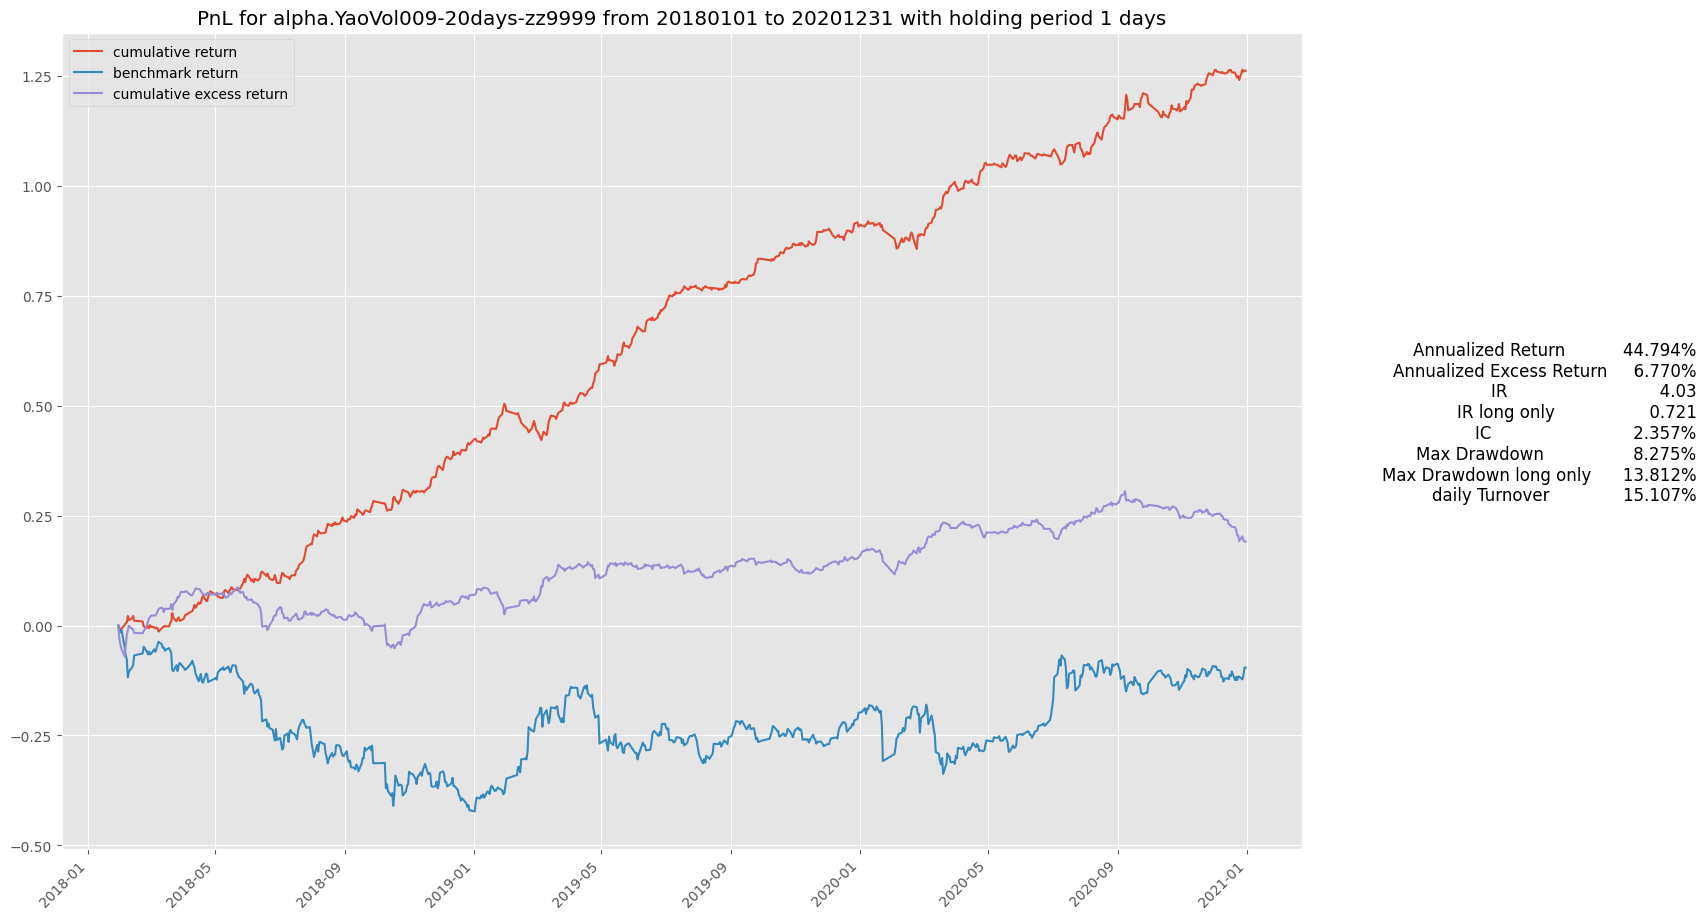 PnL for alpha.YaoVol009-20days-zz9999 from 20180101 to 20201231 with holding period 1 days
cumulative return
benchmark return
cumulative excess return
1.25
1.00
0.75
0.50
0.25
0.00
−0.25
−0.50
2018-01
2018-05
2018-09
2019-01
2019-05
2019-09
2020-01
2020-05
2020-09
2021-01
Annualized Return 44.794%
Annualized Excess Return 6.770%
IR 4.03
IR long only 0.721
IC 2.357%
Max Drawdown 8.275%
Max Drawdown long only 13.812%
daily Turnover 15.107%